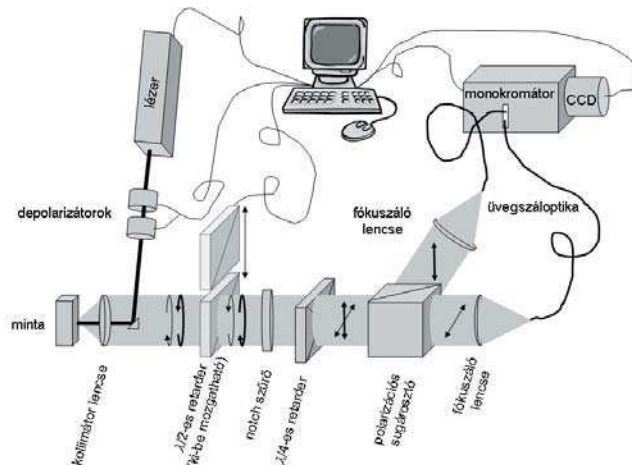 lézer
monokromátor
CCD
depolarizátorok
fókuszáló
lencse
üvegszáloptika
minta
kollimátor lencse
λ/2-es retarder
(ki-be mozgatható)
notch szűrő
λ/4-es retarder
polarizációs
sugárosztó
fókuszáló
lencse